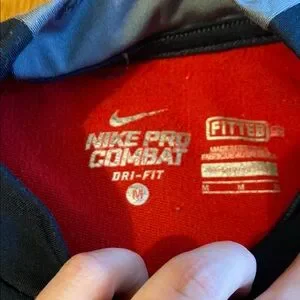 NIKE PRO
COMBAT
DRI-FIT
M
FITTED
M M